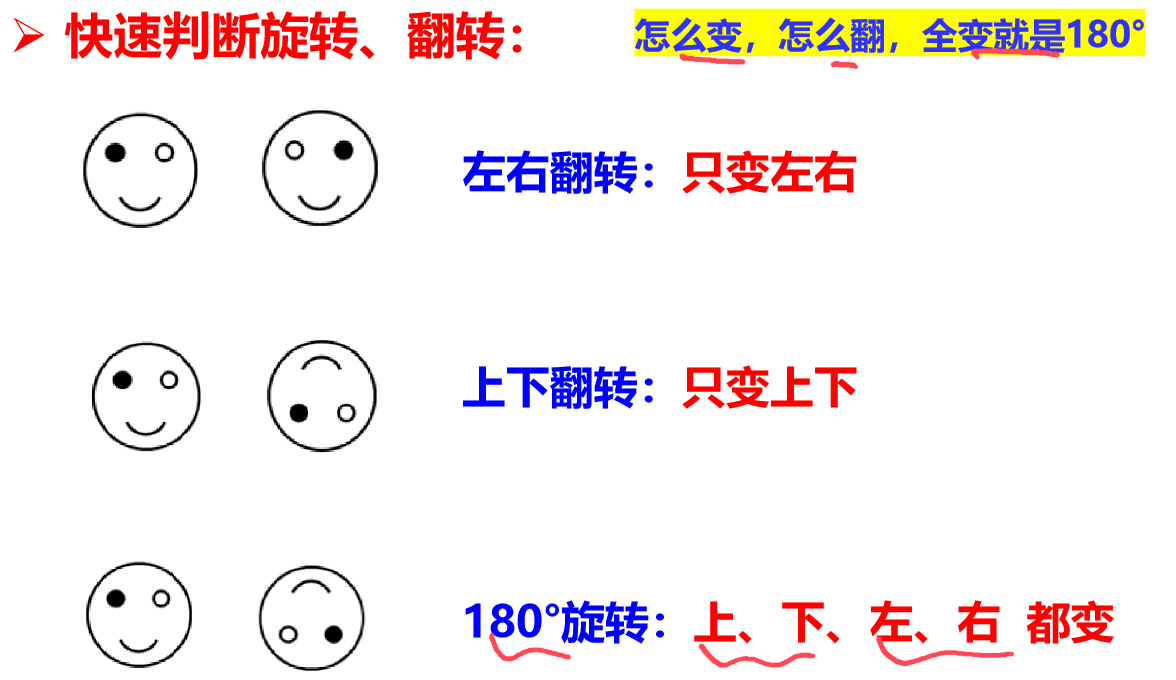 快速判断旋转、翻转：
怎么变，怎么翻，全变就是180°
左右翻转：只变左右
上下翻转：只变上下
180°旋转：上、下、左、右 都变